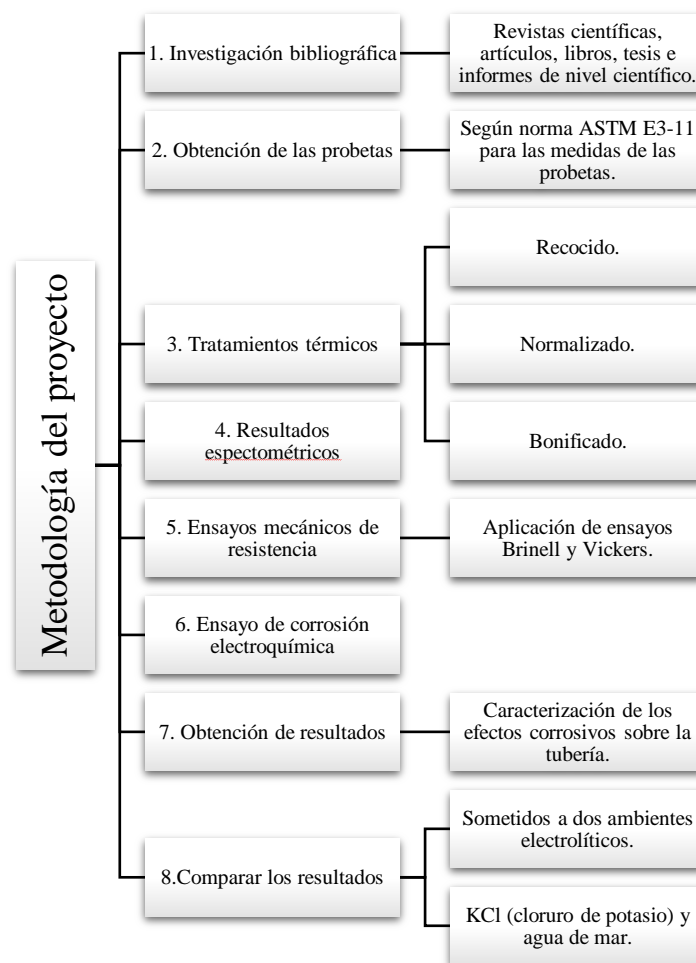 Metodología del proyecto
1. Investigación bibliográfica
Revistas científicas,
artículos, libros, tesis e
informes de nivel científico.
2. Obtención de las probetas
Según norma ASTM E3-11
para las medidas de las
probetas.
3. Tratamientos térmicos
Recocido.
Normalizado.
Bonificado.
4. Resultados
espectométricos
5. Ensayos mecánicos de
resistencia
Aplicación de ensayos
Brinell y Vickers.
6. Ensayo de corrosión
electroquímica
7. Obtención de resultados
Caracterización de los
efectos corrosivos sobre la
tubería.
8.Comparar los resultados
Sometidos a dos ambientes
electrolíticos.
KCl (cloruro de potasio) y
agua de mar.